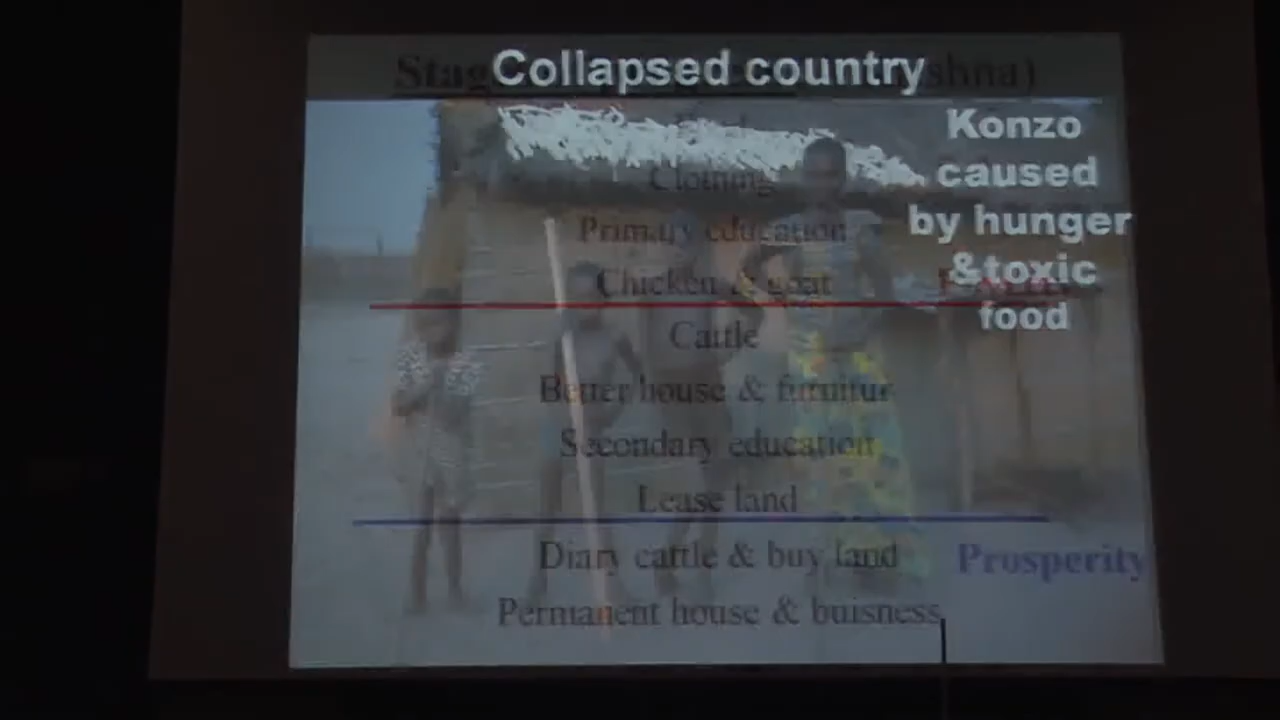 Collapsed country
shna)
Konzo
caused
by hunger
&toxic
food
Clothing
Primary education
Chicken & goat
Cattle
Better house & furnitur
Secondary education
Lease land
Diary cattle & buy land
Prosperity
Permanent house & buisness